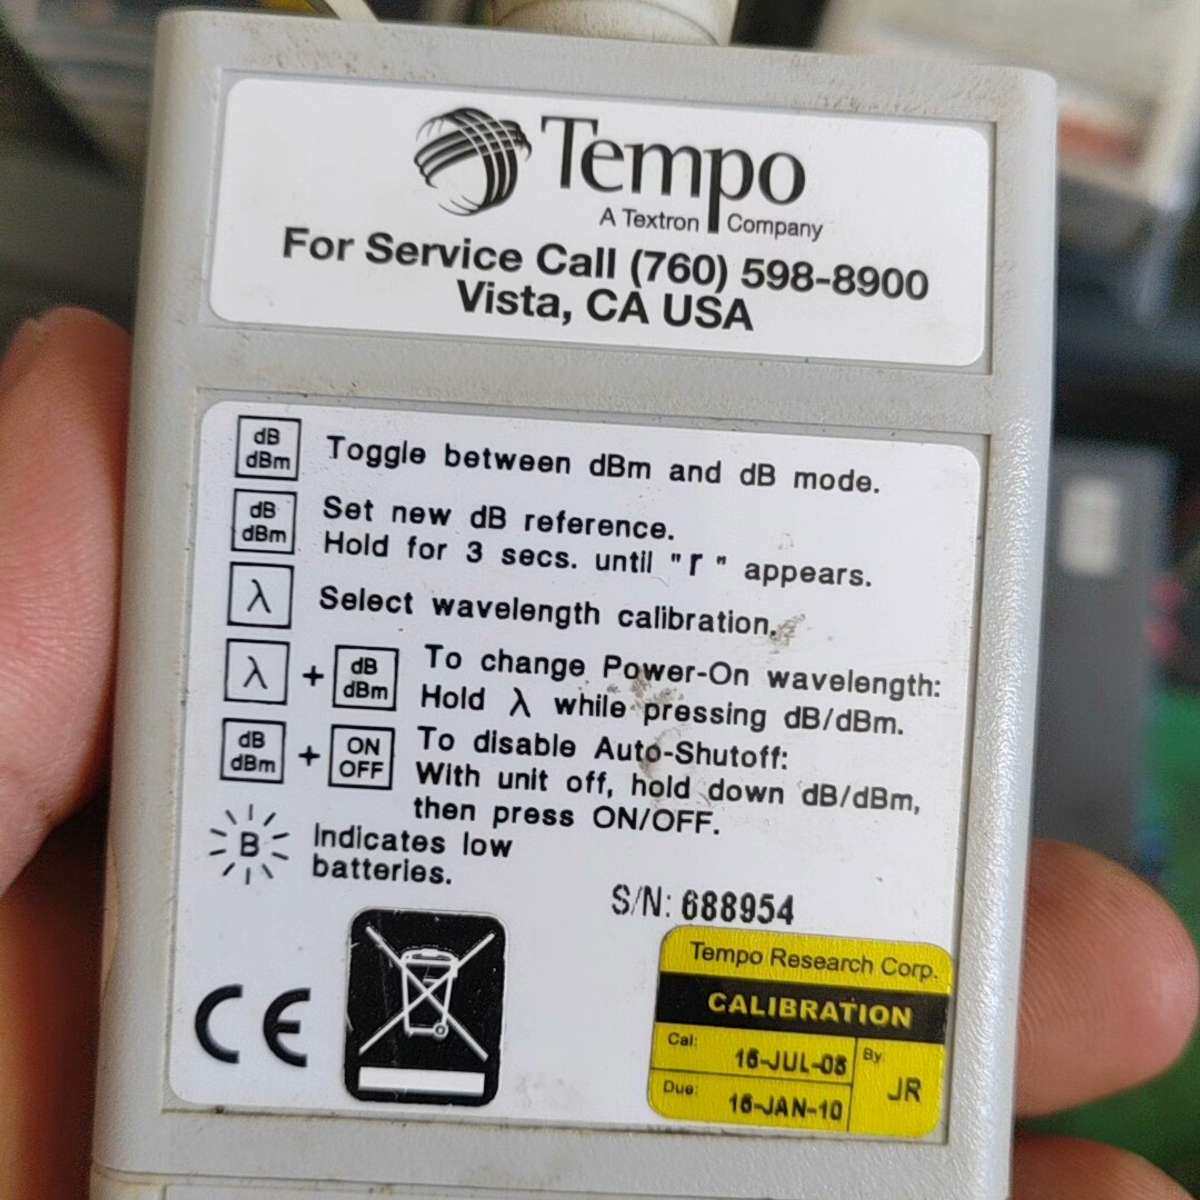 Tempo
A Textron Company
For Service Call (760) 598-8900
Vista, CA USA
dB
dBm
Toggle between dBm and dB mode.
dB
dBm
Set new dB reference.
Hold for 3 secs. until "r" appears.
λ
Select wavelength calibration.
λ + dB
dBm
To change Power-On wavelength:
Hold λ while pressing dB/dBm.
dB
dBm
+
ON
OFF
To disable Auto-Shutoff:
With unit off, hold down dB/dBm,
then press ON/OFF.
B
Indicates low
batteries.
S/N: 688954
CE
Tempo Research Corp.
CALIBRATION
Cal: 16-JUL-08
By: JR
Due: 16-JAN-10